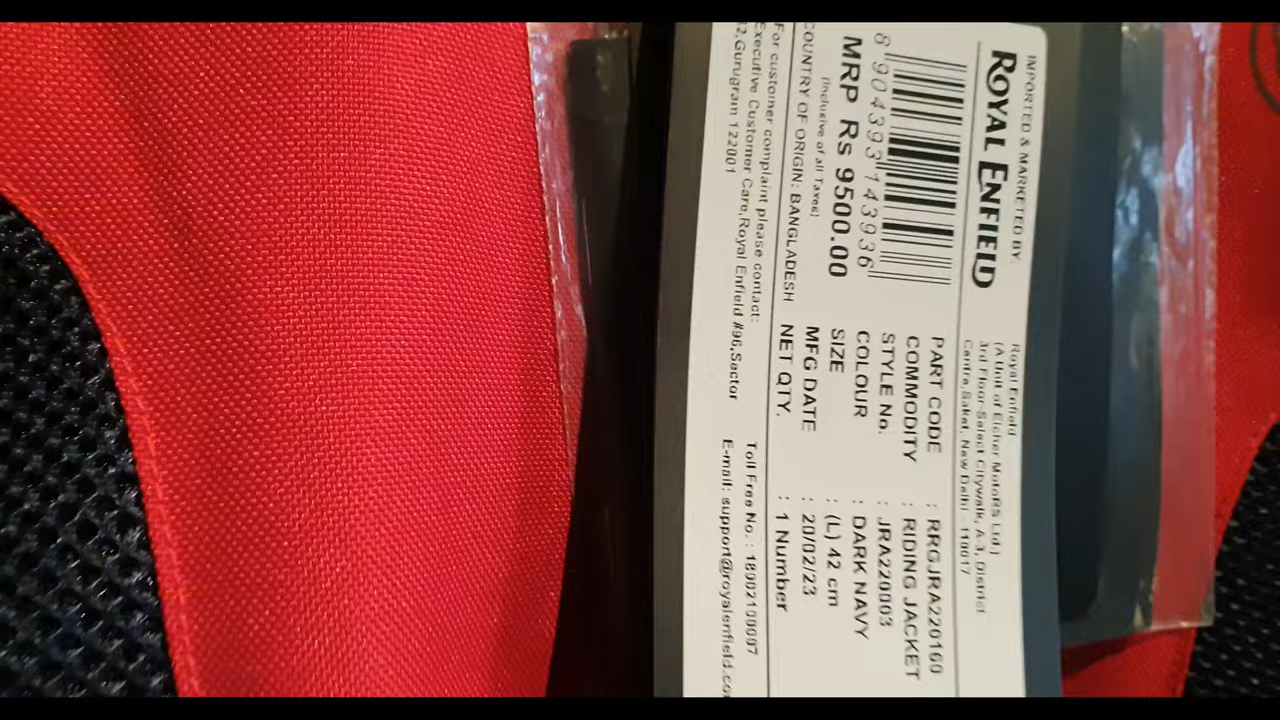 IMPORTED & MARKETED BY:
ROYAL ENFIELD
Royal Enfield
(A Unit of Eicher MotoRS Ltd.)
3rd Floor-Select Citywalk, A-3, District
Centre,Saket, New Delhi - 110017
8 904393 143936
MRP Rs 9500.00
(Inclusive of all Taxes)
COUNTRY OF ORIGIN: BANGLADESH
PART CODE : RRGJRA220160
COMMODITY : RIDING JACKET
STYLE No. : JRA220003
COLOUR : DARK NAVY
SIZE : (L) 42 cm
MFG DATE : 20/02/23
NET QTY. : 1 Number
For customer complaint please contact:
Executive Customer Care,Royal Enfield #96,Sector
32,Gurugram 122001
Toll Free No. : 18002100007
E-mail: support@royalenfield.co